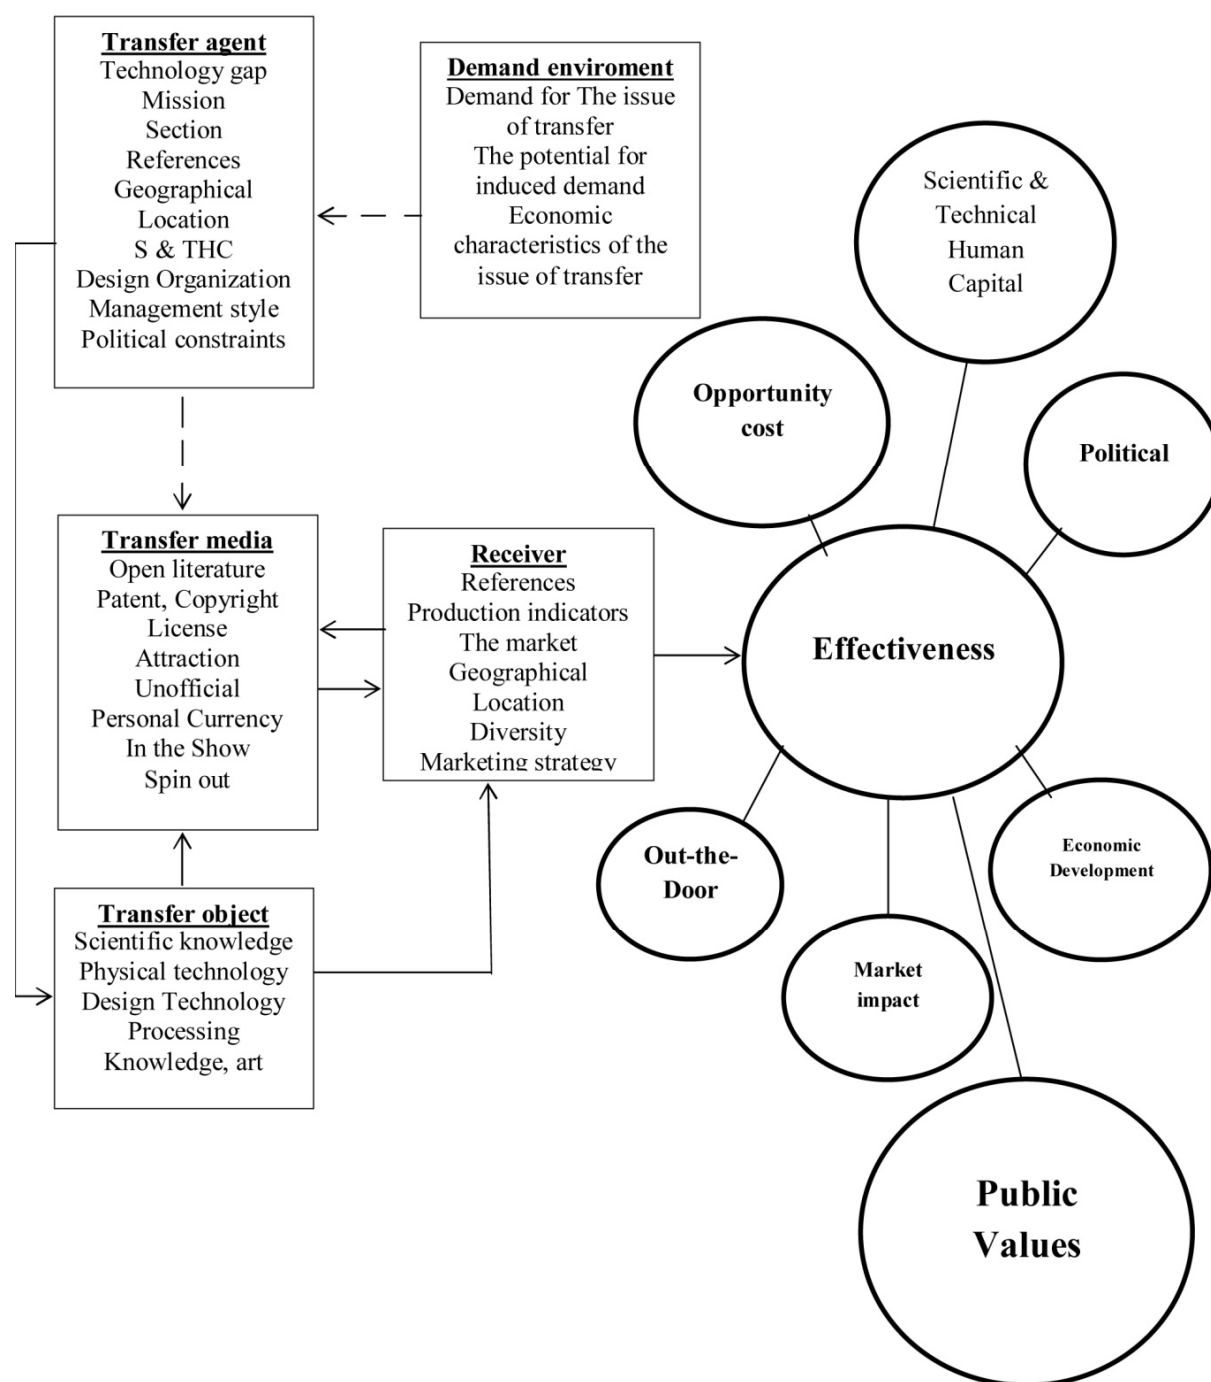 Transfer agent
Technology gap
Mission
Section
References
Geographical
Location
S & THC
Design Organization
Management style
Political constraints
Demand enviroment
Demand for The issue
of transfer
The potential for
induced demand
Economic
characteristics of the
issue of transfer
Scientific &
Technical
Human
Capital
Opportunity
cost
Political
Transfer media
Open literature
Patent, Copyright
License
Attraction
Unofficial
Personal Currency
In the Show
Spin out
Receiver
References
Production indicators
The market
Geographical
Location
Diversity
Marketing strategy
Effectiveness
Out-the-
Door
Market
impact
Economic
Development
Transfer object
Scientific knowledge
Physical technology
Design Technology
Processing
Knowledge, art
Public
Values